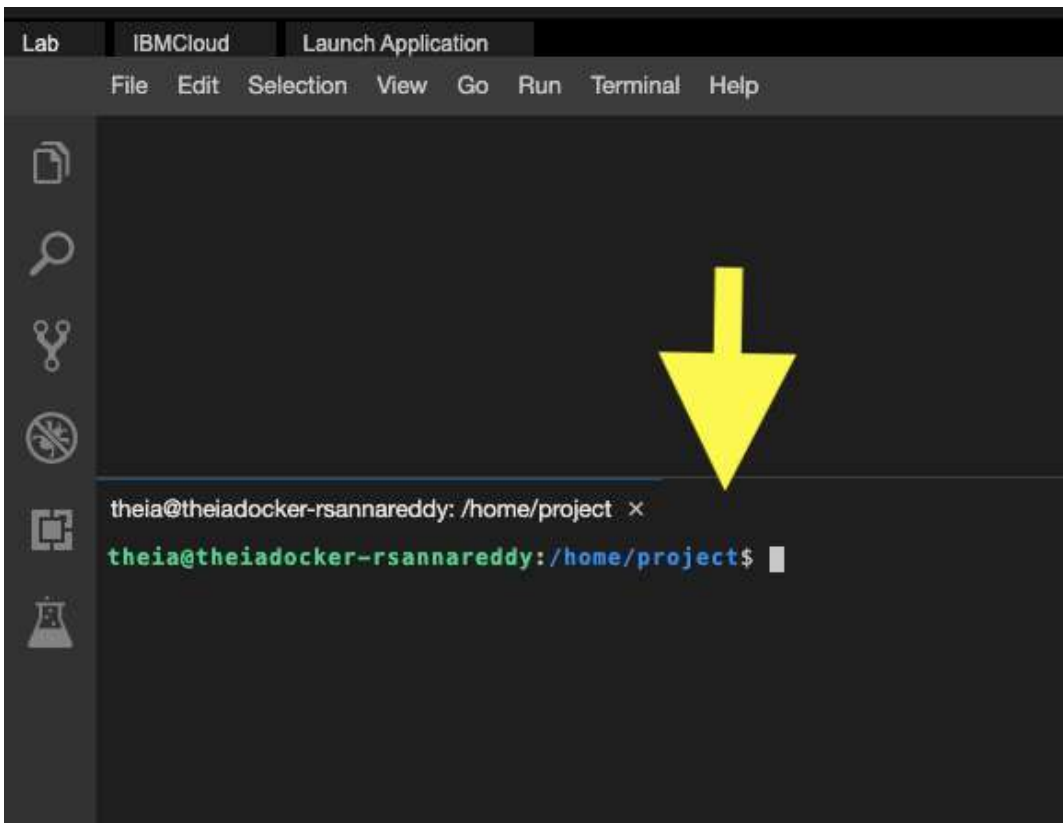 Lab IBMCloud Launch Application
File Edit Selection View Go Run Terminal Help
theia@theiadocker-rsannareddy: /home/project ×
theia@theiadocker-rsannareddy:/home/project$